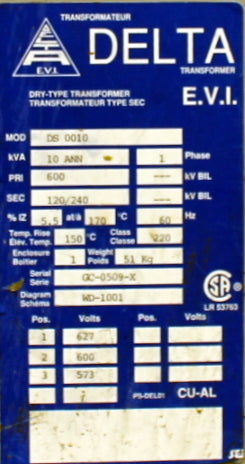 TRANSFORMATEUR
DELTA
E.V.I.
TRANSFORMER
DRY-TYPE TRANSFORMER
TRANSFORMATEUR TYPE SEC
E.V.I.
MOD DS 0010
kVA 10 ANN 1 Phase
PRI 600 --- kV BIL
SEC 120/240 --- kV BIL
% IZ 5,5 at/à 170 °C 60 Hz
Temp. Rise 150 °C Class 220
Élev. Temp. Classe
Enclosure 1 Weight 51 Kg
Boitier Poids
Serial GC-0509-X
Série
Diagram WD-1001
Schéma
LR 53763
Pos. Volts Pos. Volts
1 627
2 600
3 573
PS-DEL01 CU-AL